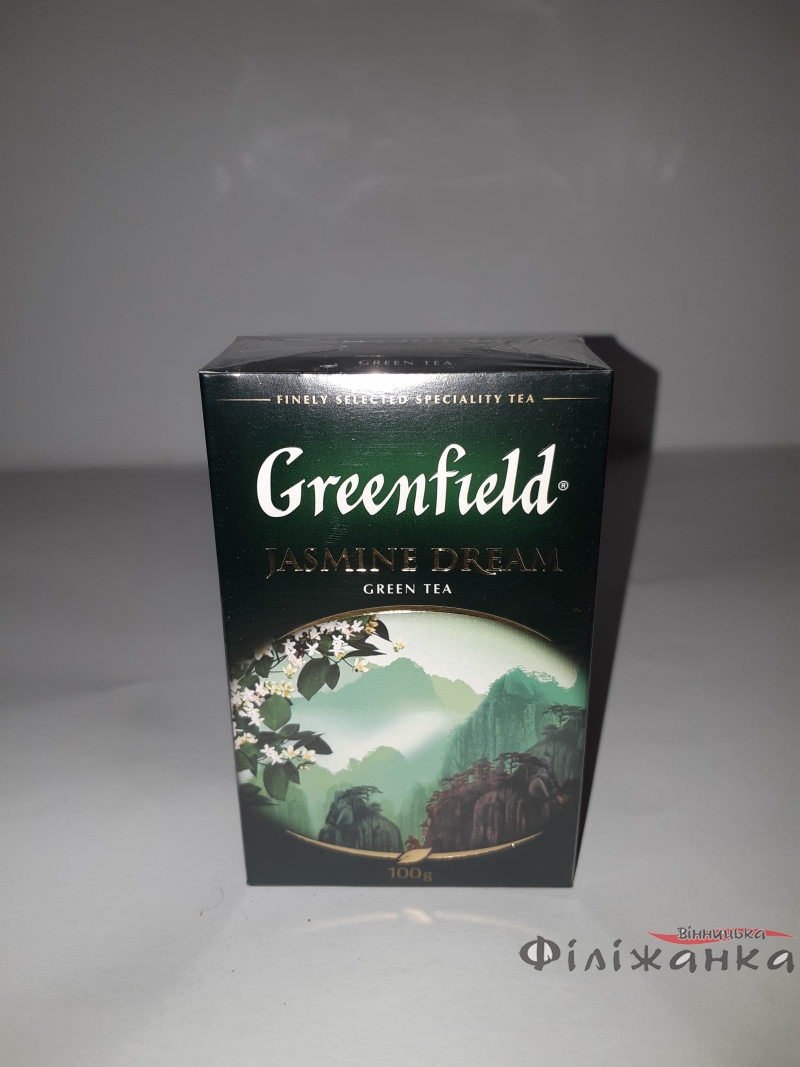 GREEN TEA
FINELY SELECTED SPECIALITY TEA
Greenfield®
JASMINE DREAM
GREEN TEA
100g
Вінницька
Філіжанка